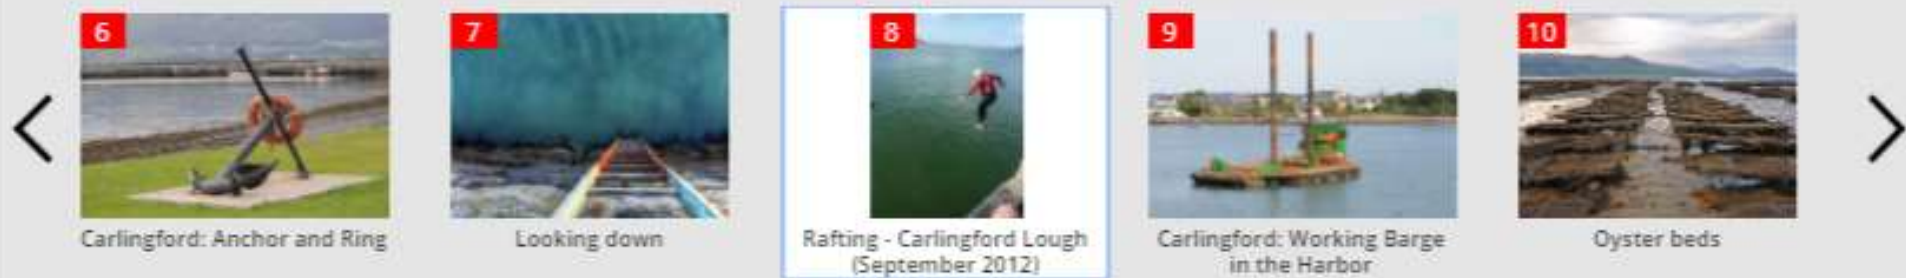 6
7
8
9
10
Carlingford: Anchor and Ring
Looking down
Rafting - Carlingford Lough
(September 2012)
Carlingford: Working Barge
in the Harbor
Oyster beds